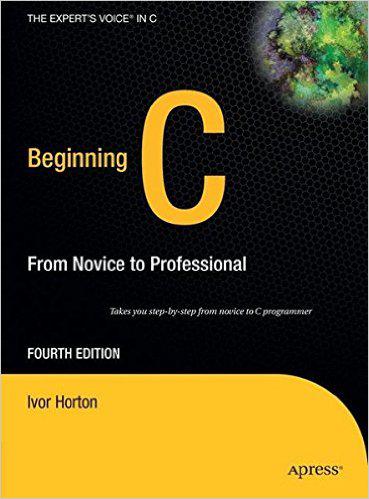 THE EXPERT'S VOICE® IN C
Beginning C
From Novice to Professional
Takes you step-by-step from novice to C programmer
FOURTH EDITION
Ivor Horton
Apress®